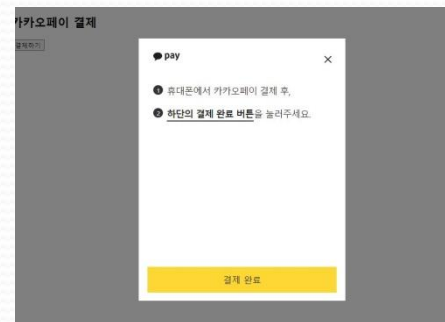 카카오페이 결제
결제하기
pay
×
❶ 휴대폰에서 카카오페이 결제 후,
❷ 하단의 결제 완료 버튼을 눌러주세요.
결제 완료